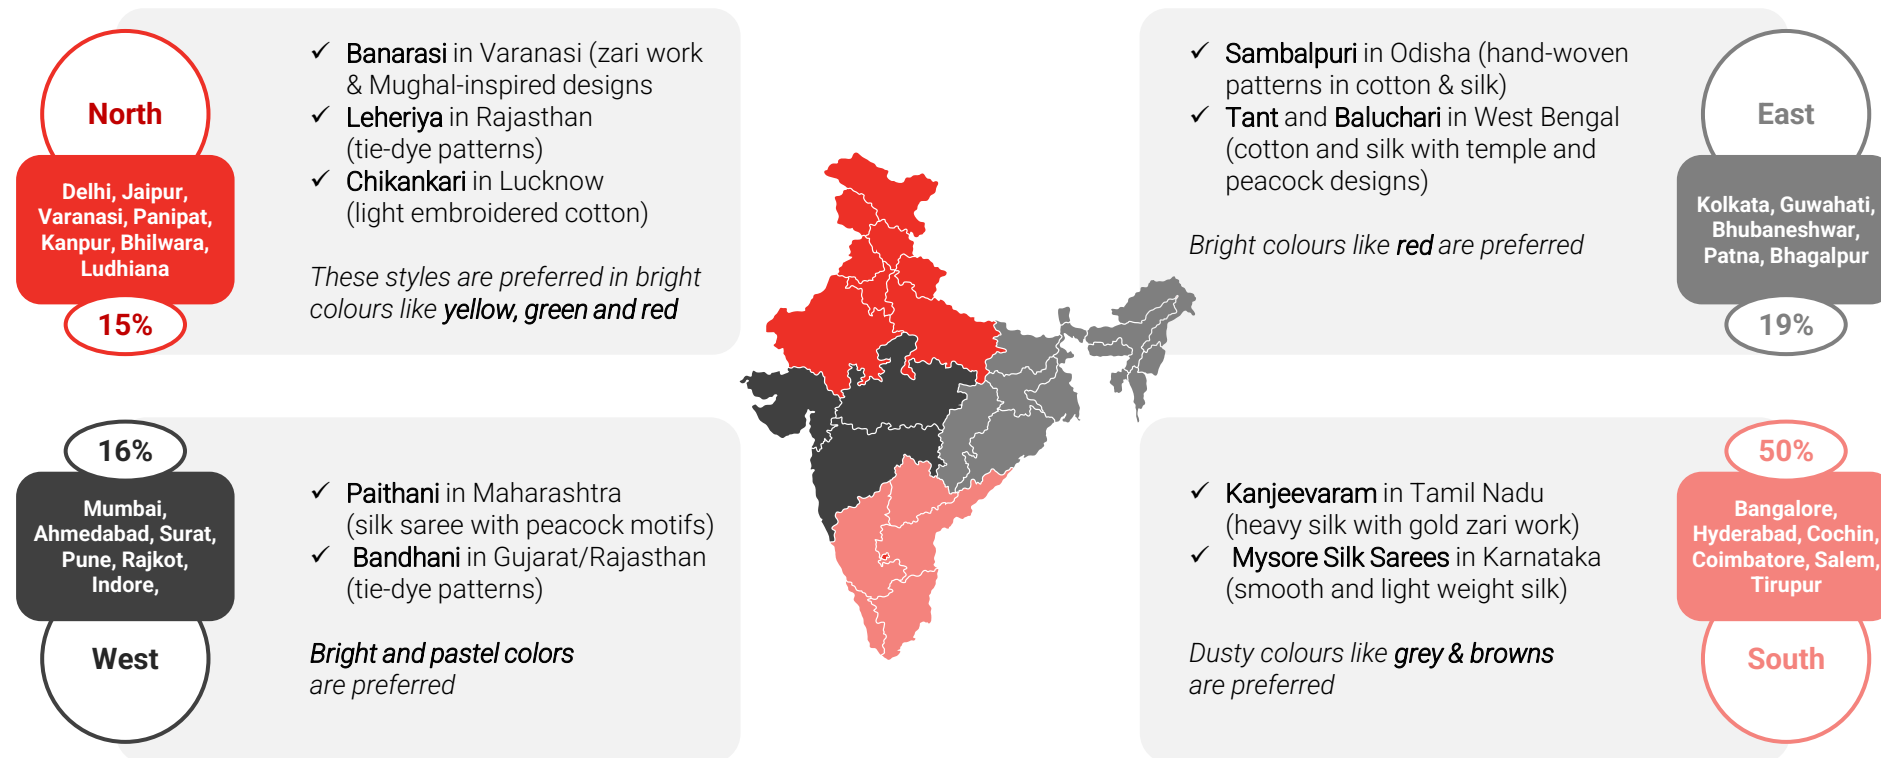 North
Delhi, Jaipur,
Varanasi, Panipat,
Kanpur, Bhilwara,
Ludhiana
15%
✓ Banarasi in Varanasi (zari work
& Mughal-inspired designs
✓ Leheriya in Rajasthan
(tie-dye patterns)
✓ Chikankari in Lucknow
(light embroidered cotton)
These styles are preferred in bright
colours like yellow, green and red
✓ Sambalpuri in Odisha (hand-woven
patterns in cotton & silk)
✓ Tant and Baluchari in West Bengal
(cotton and silk with temple and
peacock designs)
Bright colours like red are preferred
East
Kolkata, Guwahati,
Bhubaneshwar,
Patna, Bhagalpur
19%
16%
Mumbai,
Ahmedabad, Surat,
Pune, Rajkot,
Indore,
West
✓ Paithani in Maharashtra
(silk saree with peacock motifs)
✓ Bandhani in Gujarat/Rajasthan
(tie-dye patterns)
Bright and pastel colors
are preferred
✓ Kanjeevaram in Tamil Nadu
(heavy silk with gold zari work)
✓ Mysore Silk Sarees in Karnataka
(smooth and light weight silk)
Dusty colours like grey & browns
are preferred
50%
Bangalore,
Hyderabad, Cochin,
Coimbatore, Salem,
Tirupur
South